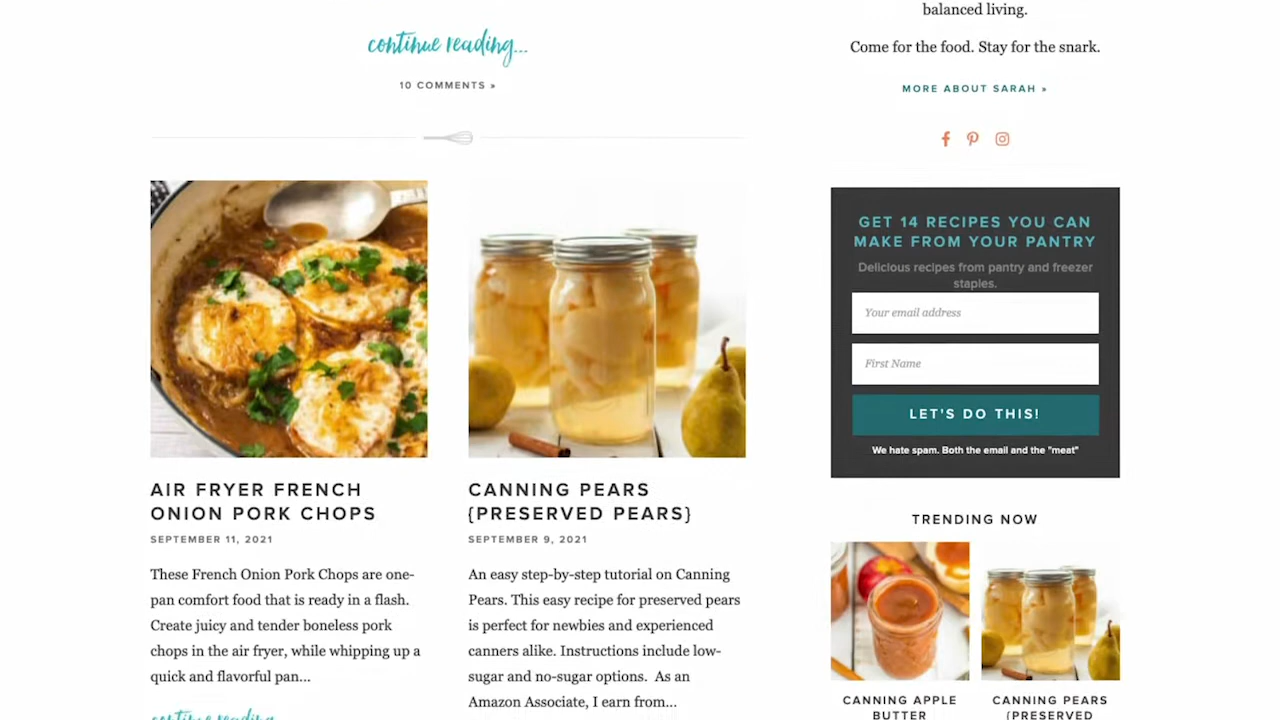 continue reading...
10 COMMENTS »
AIR FRYER FRENCH
ONION PORK CHOPS
SEPTEMBER 11, 2021
These French Onion Pork Chops are one-
pan comfort food that is ready in a flash.
Create juicy and tender boneless pork
chops in the air fryer, while whipping up a
quick and flavorful pan...
continue reading
CANNING PEARS
{PRESERVED PEARS}
SEPTEMBER 9, 2021
An easy step-by-step tutorial on Canning
Pears. This easy recipe for preserved pears
is perfect for newbies and experienced
canners alike. Instructions include low-
sugar and no-sugar options.  As an
Amazon Associate, I earn from...
balanced living.
Come for the food. Stay for the snark.
MORE ABOUT SARAH »
GET 14 RECIPES YOU CAN
MAKE FROM YOUR PANTRY
Delicious recipes from pantry and freezer
staples.
Your email address
First Name
LET'S DO THIS!
We hate spam. Both the email and the "meat"
TRENDING NOW
CANNING APPLE
BUTTER
CANNING PEARS
{PRESERVED